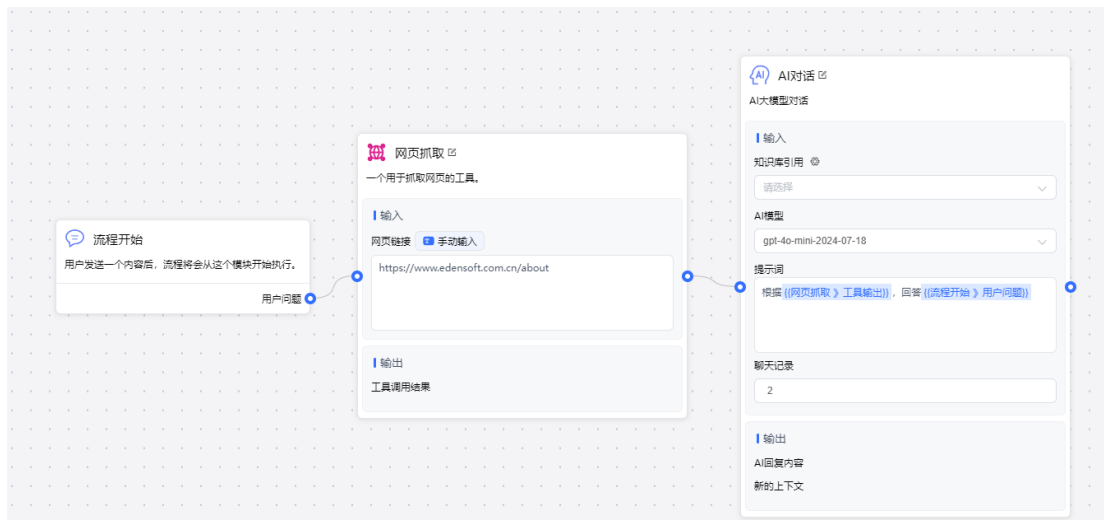 流程开始
用户发送一个内容后，流程将会从这个模块开始执行。
用户问题
网页抓取
一个用于抓取网页的工具。
输入
网页链接 手动输入
https://www.edensoft.com.cn/about
输出
工具调用结果
AI对话
AI大模型对话
输入
知识库引用
请选择
AI模型
gpt-4o-mini-2024-07-18
提示词
根据{{网页抓取 》工具输出}}，回答{{流程开始 》用户问题}}
聊天记录
2
输出
AI回复内容
新的上下文